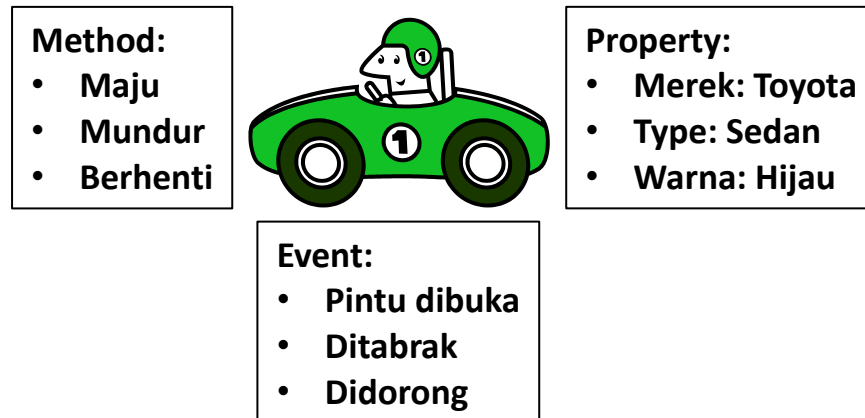 Method:
• Maju
• Mundur
• Berhenti
1
1
Property:
• Merek: Toyota
• Type: Sedan
• Warna: Hijau
Event:
• Pintu dibuka
• Ditabrak
• Didorong